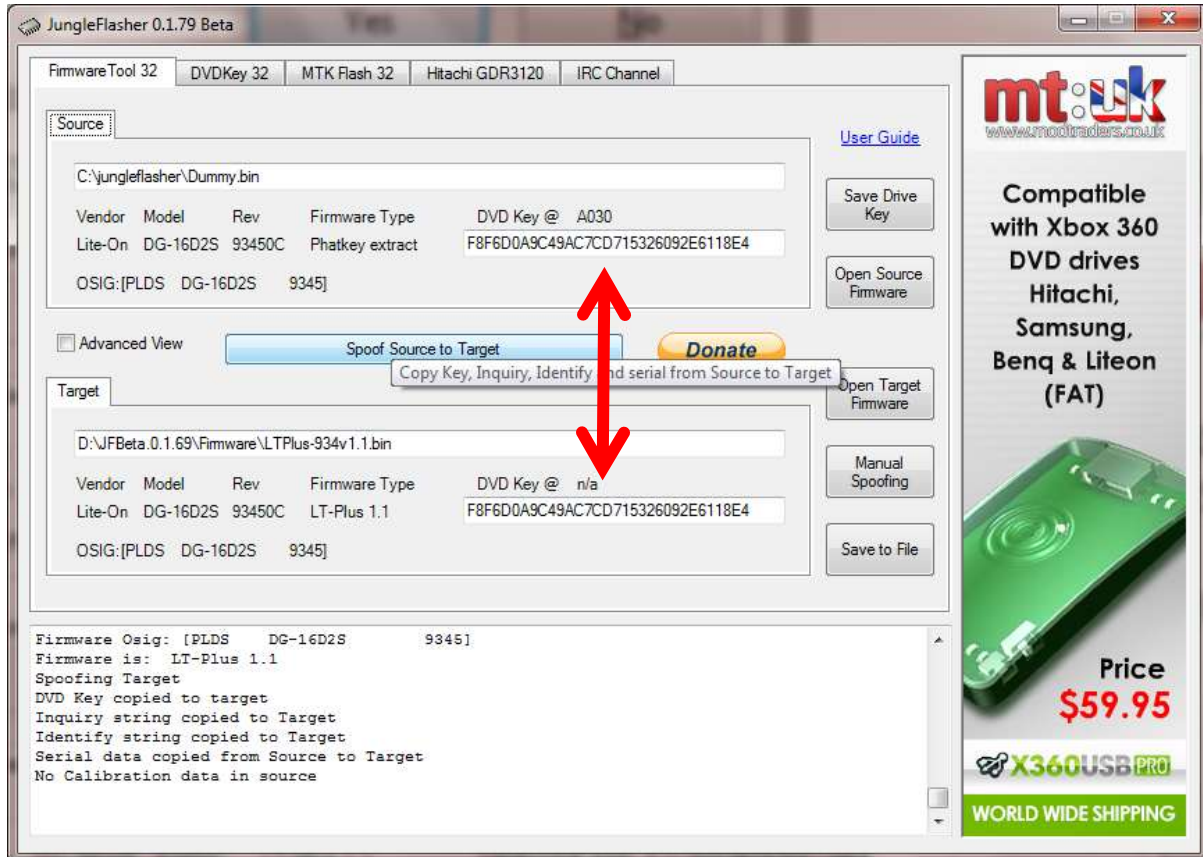 JungleFlasher 0.1.79 Beta
Yes No
FirmwareTool 32 DVDKey 32 MTK Flash 32 Hitachi GDR3120 IRC Channel
Source
User Guide
C:\jungleflasher\Dummy.bin
Vendor Model Rev Firmware Type DVD Key @ A030
Lite-On DG-16D2S 93450C Phatkey extract F8F6D0A9C49AC7CD715326092E6118E4
OSIG:[PLDS DG-16D2S 9345]
Save Drive
Key
Open Source
Firmware
Advanced View Spoof Source to Target Donate
Copy Key, Inquiry, Identify and serial from Source to Target
Target
Open Target
Firmware
D:\JFBeta.0.1.69\Firmware\LTPlus-934v1.1.bin
Vendor Model Rev Firmware Type DVD Key @ n/a
Lite-On DG-16D2S 93450C LT-Plus 1.1 F8F6D0A9C49AC7CD715326092E6118E4
OSIG:[PLDS DG-16D2S 9345]
Manual
Spoofing
Save to File
Firmware Osig: [PLDS DG-16D2S 9345]
Firmware is: LT-Plus 1.1
Spoofing Target
DVD Key copied to target
Inquiry string copied to Target
Identify string copied to Target
Serial data copied from Source to Target
No Calibration data in source
mt:uk
www.modtraders.co.uk
Compatible
with Xbox 360
DVD drives
Hitachi,
Samsung,
Benq & Liteon
(FAT)
Price
$59.95
X360USB PRO
WORLD WIDE SHIPPING